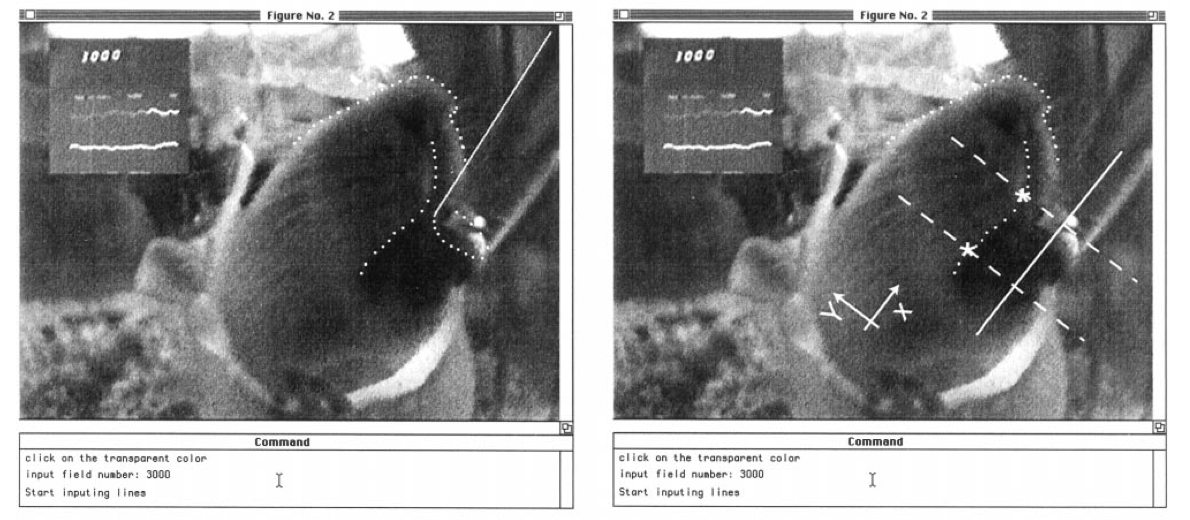 Figure No. 2
3000
Command
click on the transparent color
input field number: 3000
Start inputing lines
Figure No. 2
3000
Y
X
Command
click on the transparent color
input field number: 3000
Start inputing lines